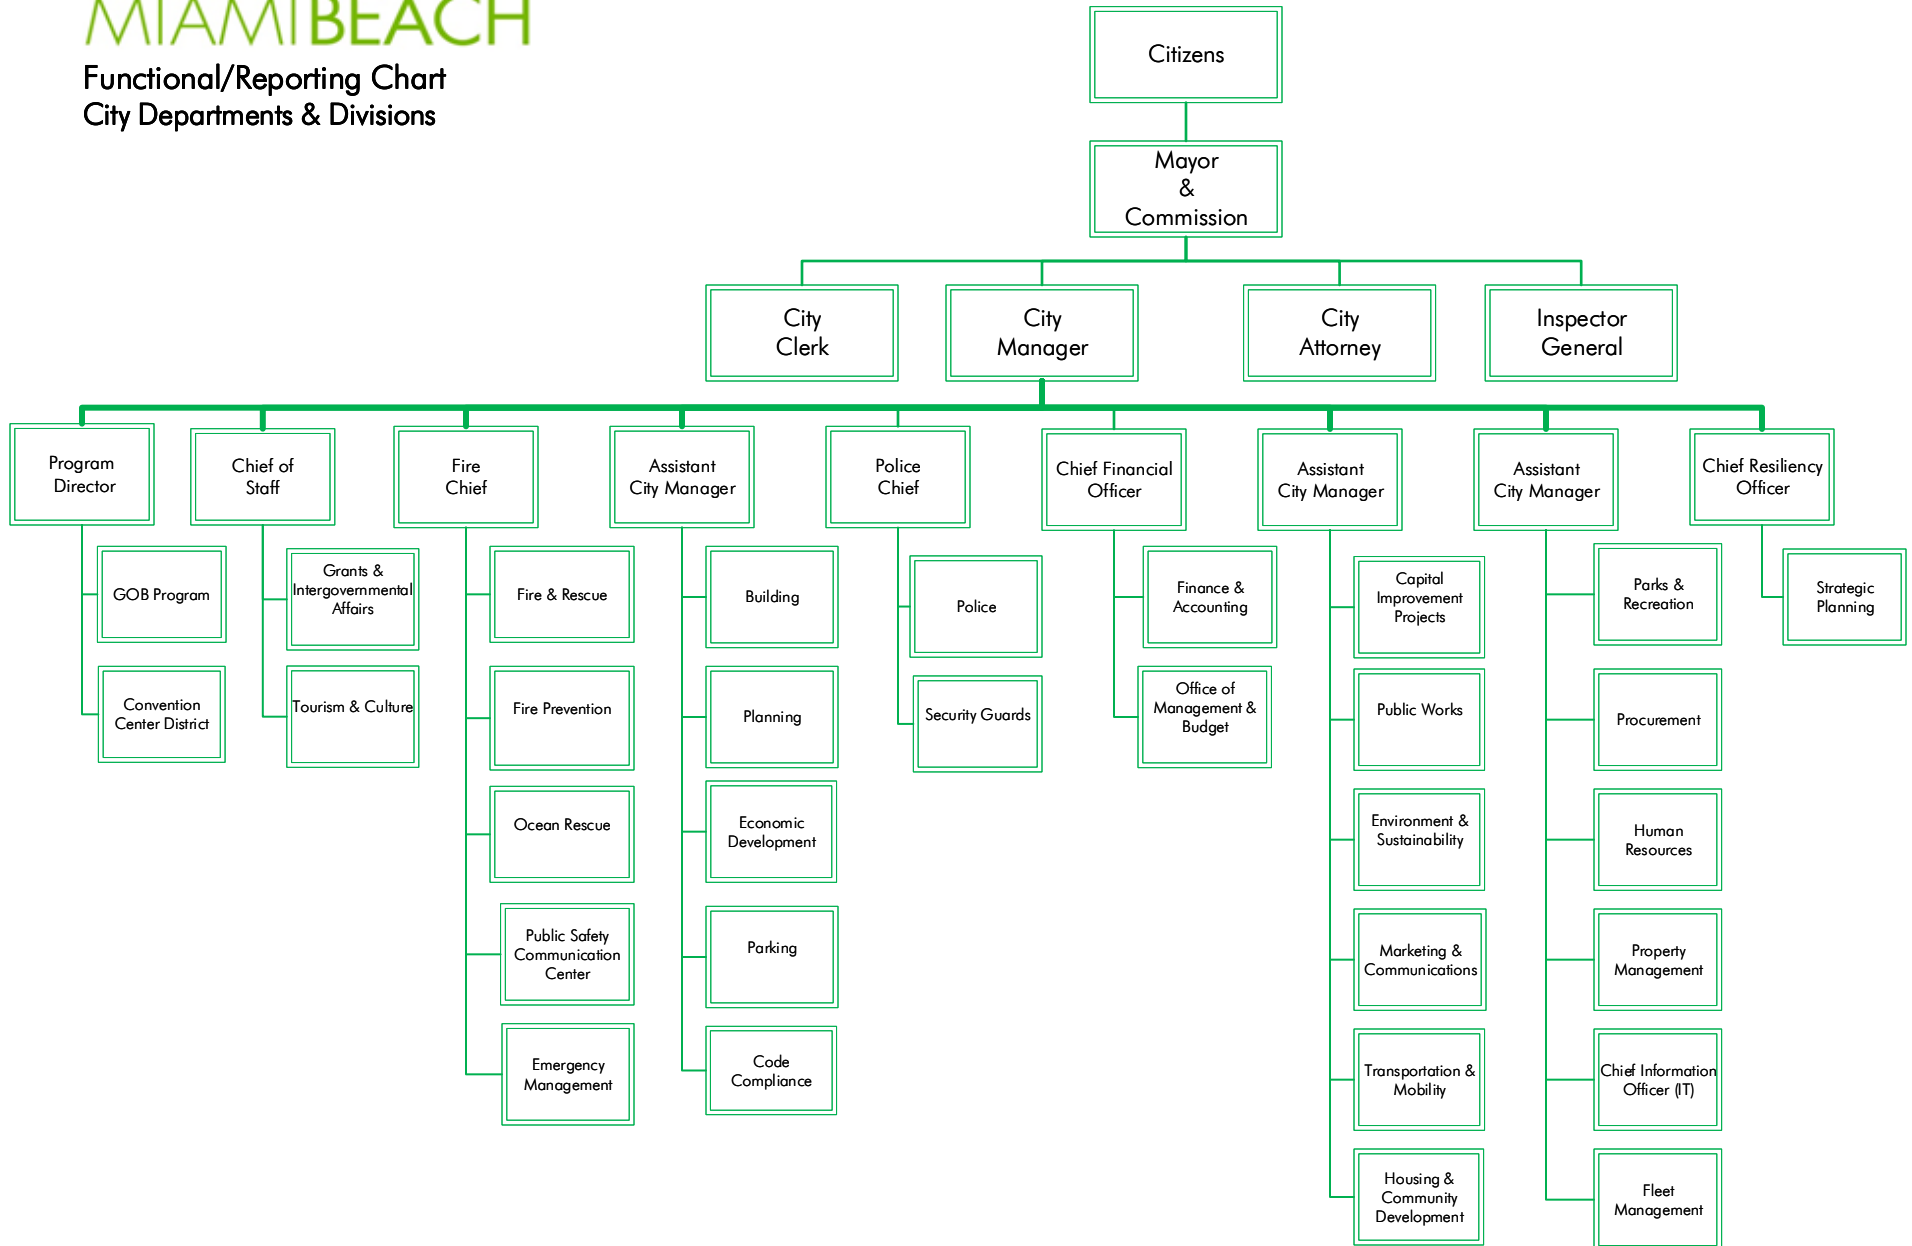 MIAMIBEACH
Functional/Reporting Chart
City Departments & Divisions
Citizens
Mayor
&
Commission
City
Clerk
City
Manager
City
Attorney
Inspector
General
Program
Director
Chief of
Staff
Fire
Chief
Assistant
City Manager
Police
Chief
Chief Financial
Officer
Assistant
City Manager
Assistant
City Manager
Chief Resiliency
Officer
GOB Program
Convention
Center District
Grants &
Intergovernmental
Affairs
Tourism & Culture
Fire & Rescue
Fire Prevention
Ocean Rescue
Public Safety
Communication
Center
Emergency
Management
Building
Planning
Economic
Development
Parking
Code
Compliance
Police
Security Guards
Finance &
Accounting
Office of
Management &
Budget
Capital
Improvement
Projects
Public Works
Environment &
Sustainability
Marketing &
Communications
Transportation &
Mobility
Housing &
Community
Development
Parks &
Recreation
Procurement
Human
Resources
Property
Management
Chief Information
Officer (IT)
Fleet
Management
Strategic
Planning